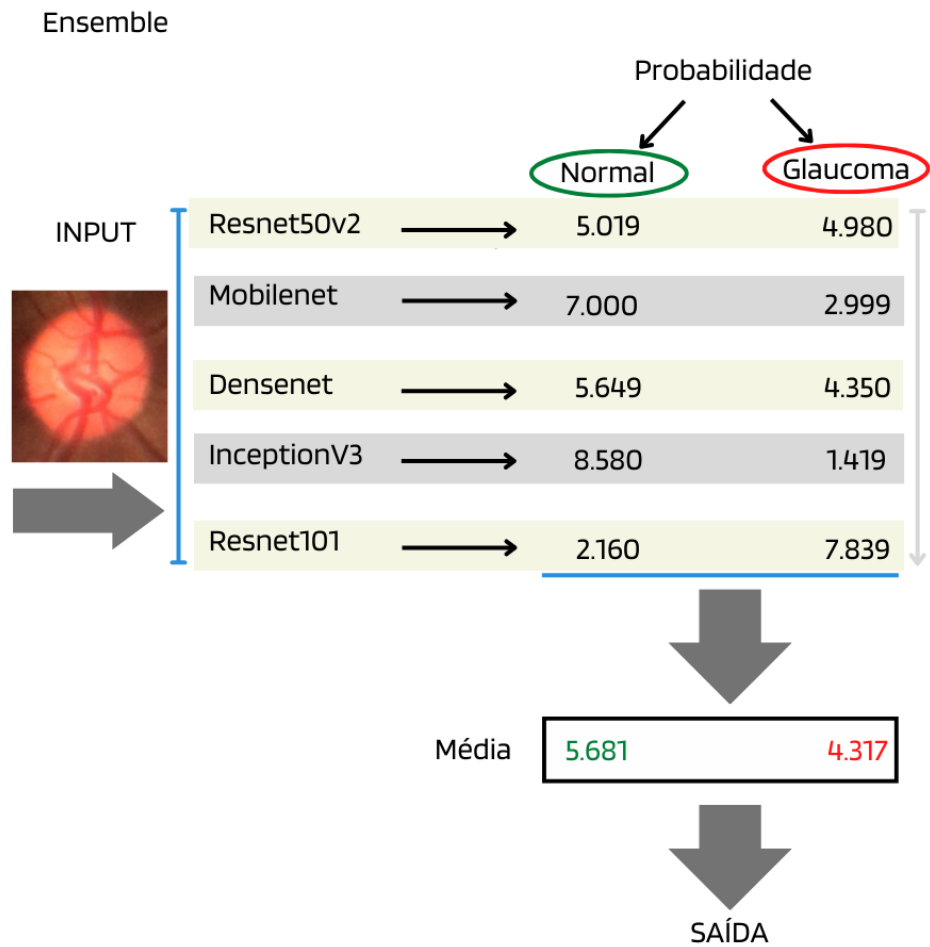 Ensemble
Probabilidade
Normal Glaucoma
INPUT
Resnet50v2 5.019 4.980
Mobilenet 7.000 2.999
Densenet 5.649 4.350
InceptionV3 8.580 1.419
Resnet101 2.160 7.839
Média 5.681 4.317
SAÍDA